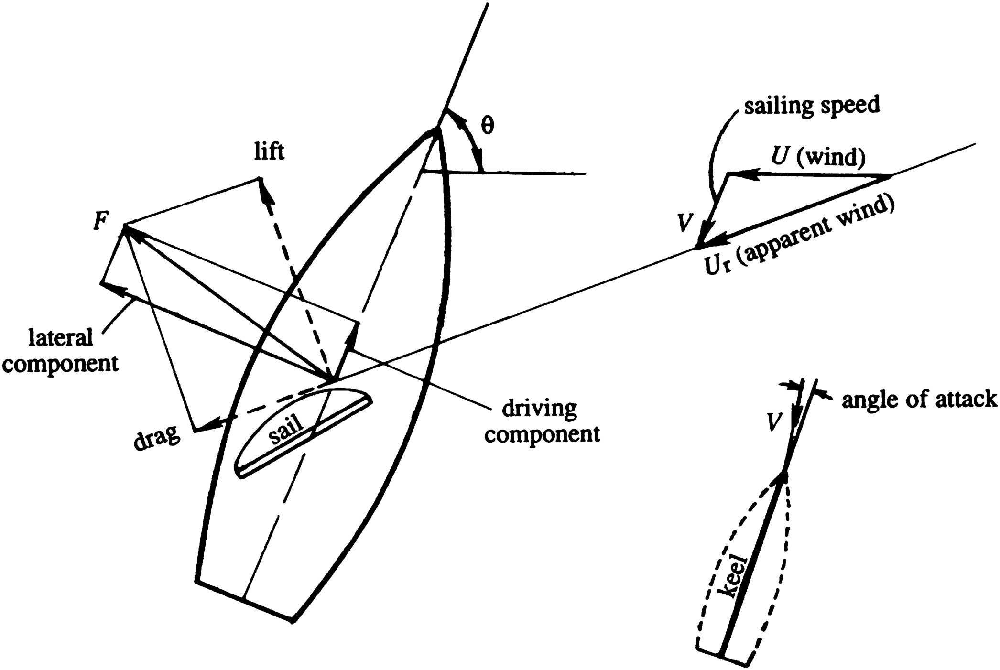 sailing speed
θ
lift
U (wind)
F
V
Ur (apparent wind)
lateral
component
angle of attack
V
driving
component
sail
drag
keel